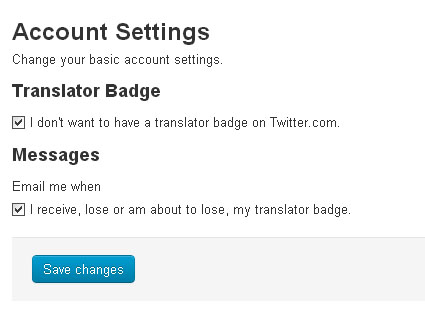 Account Settings
Change your basic account settings.
Translator Badge
I don't want to have a translator badge on Twitter.com.
Messages
Email me when
I receive, lose or am about to lose, my translator badge.
Save changes